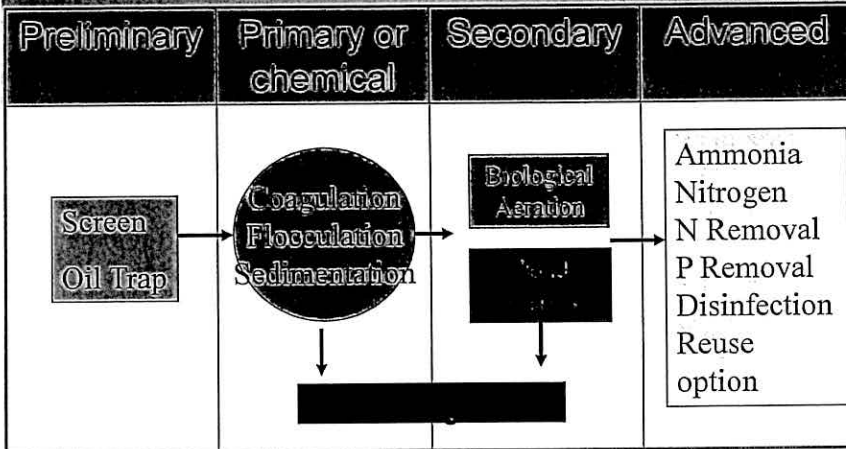 Preliminary
Primary or
chemical
Secondary
Advanced
Screen
Oil Trap
Coagulation
Flocculation
Sedimentation
Biological
Aeration
Ammonia
Nitrogen
N Removal
P Removal
Disinfection
Reuse
option